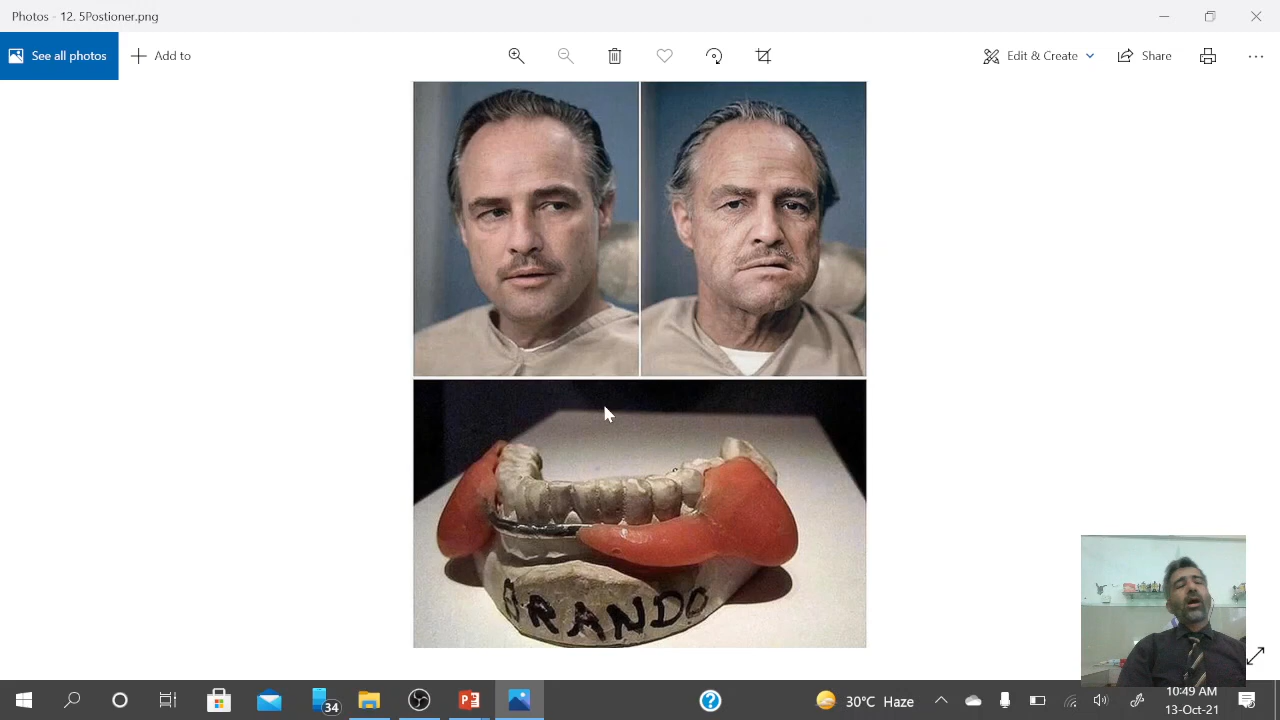 Photos - 12. 5Postioner.png
See all photos
Add to
Edit & Create
Share
BRANDO
34
30°C Haze
10:49 AM
13-Oct-21